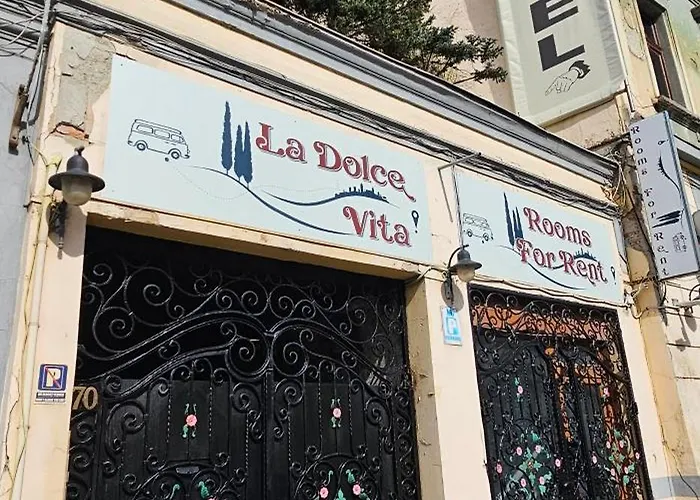 EL
La Dolce
Vita
Rooms
For Rent
Rooms For Rent
P
70